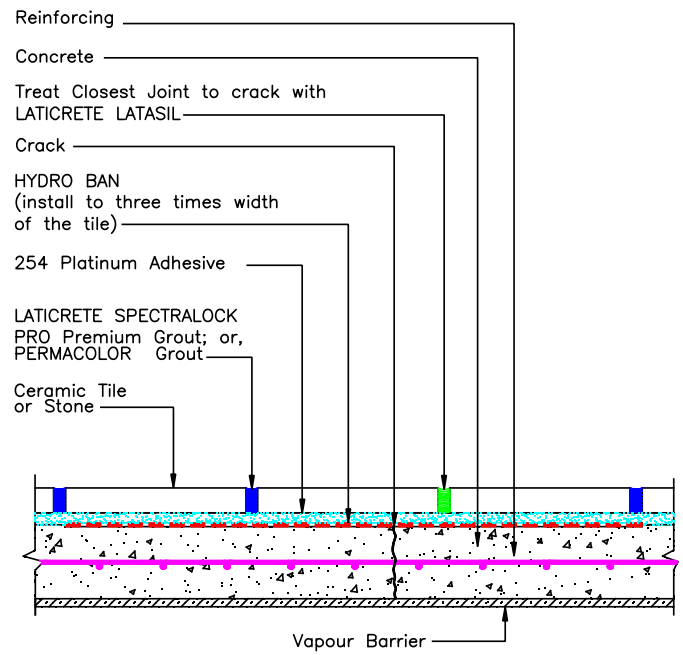 Reinforcing
Concrete
Treat Closest Joint to crack with
LATICRETE LATASIL
Crack
HYDRO BAN
(install to three times width
of the tile)
254 Platinum Adhesive
LATICRETE SPECTRALOCK
PRO Premium Grout; or,
PERMACOLOR Grout
Ceramic Tile
or Stone
Vapour Barrier